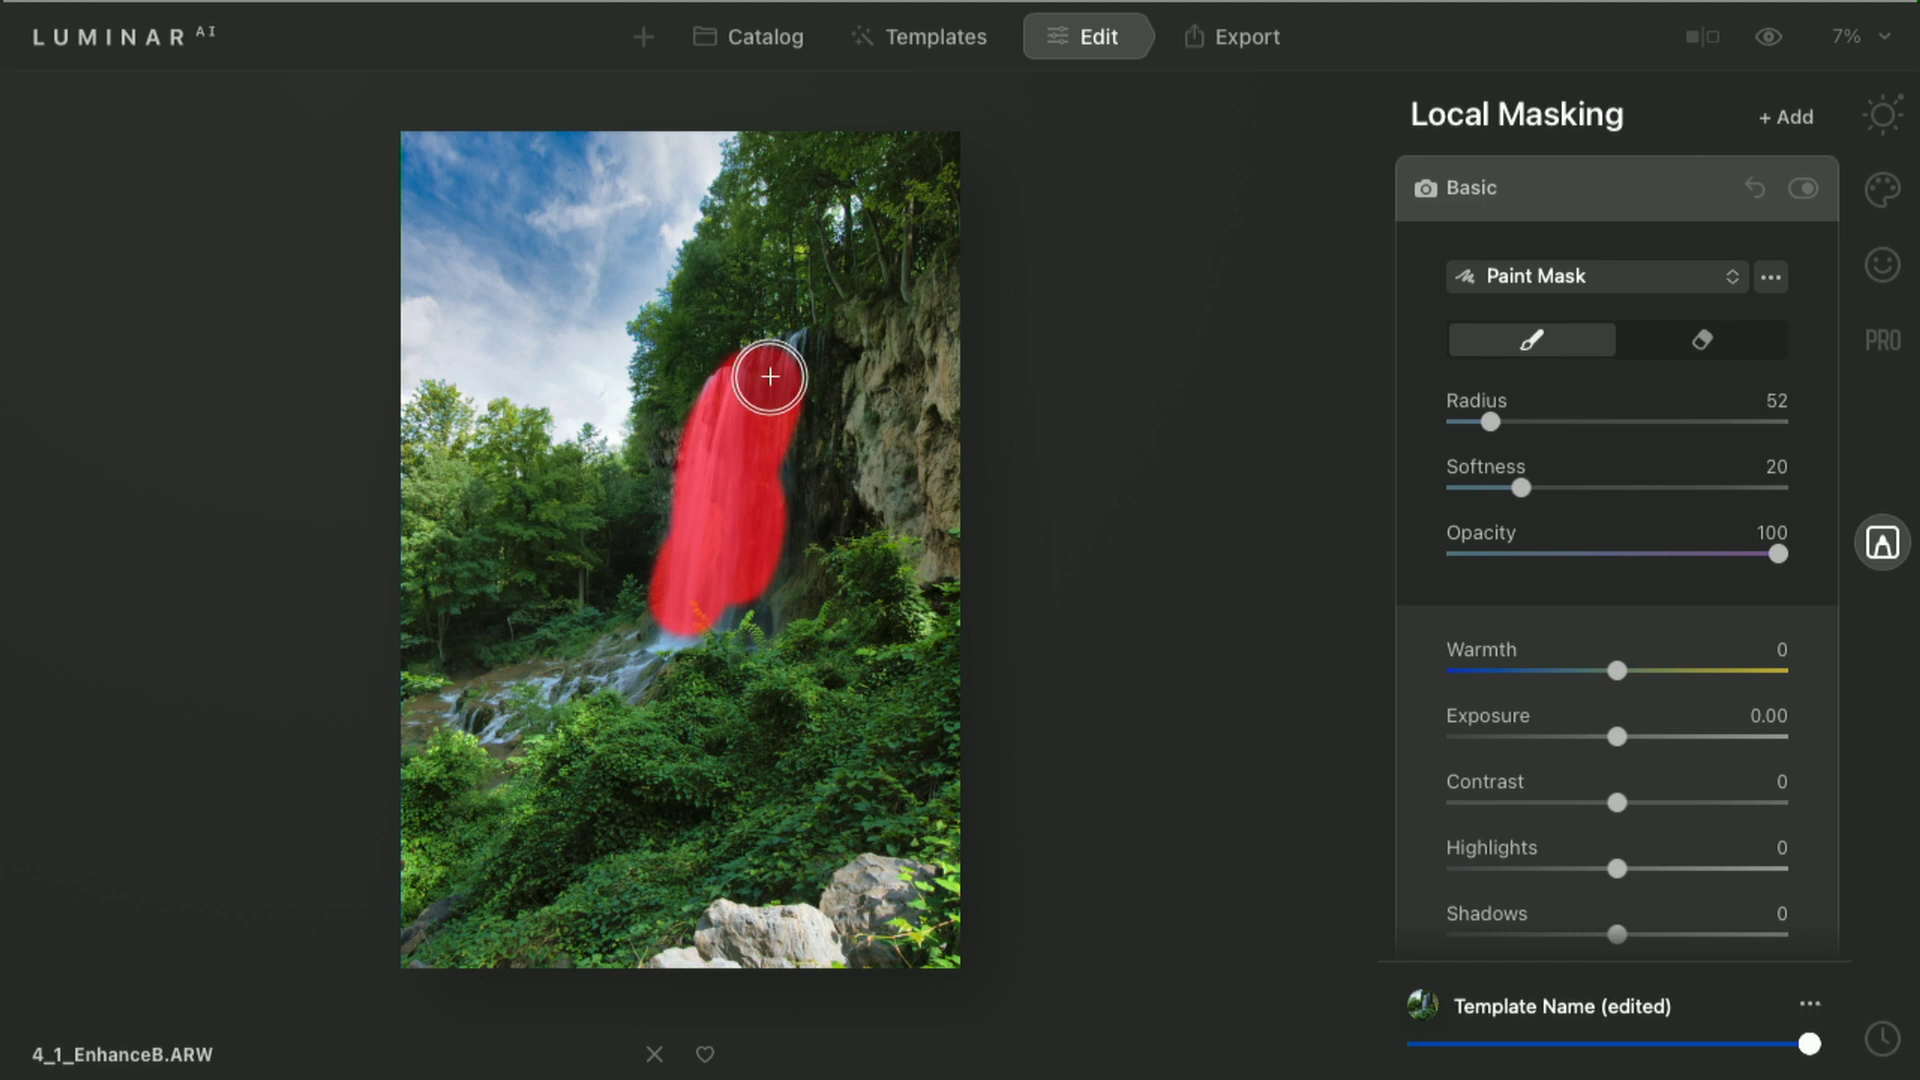 LUMINAR AI
Catalog
Templates
Edit
Export
7%
Local Masking
+ Add
Basic
Paint Mask
PRO
Radius 52
Softness 20
Opacity 100
Warmth 0
Exposure 0.00
Contrast 0
Highlights 0
Shadows 0
Template Name (edited)
4_1_EnhanceB.ARW